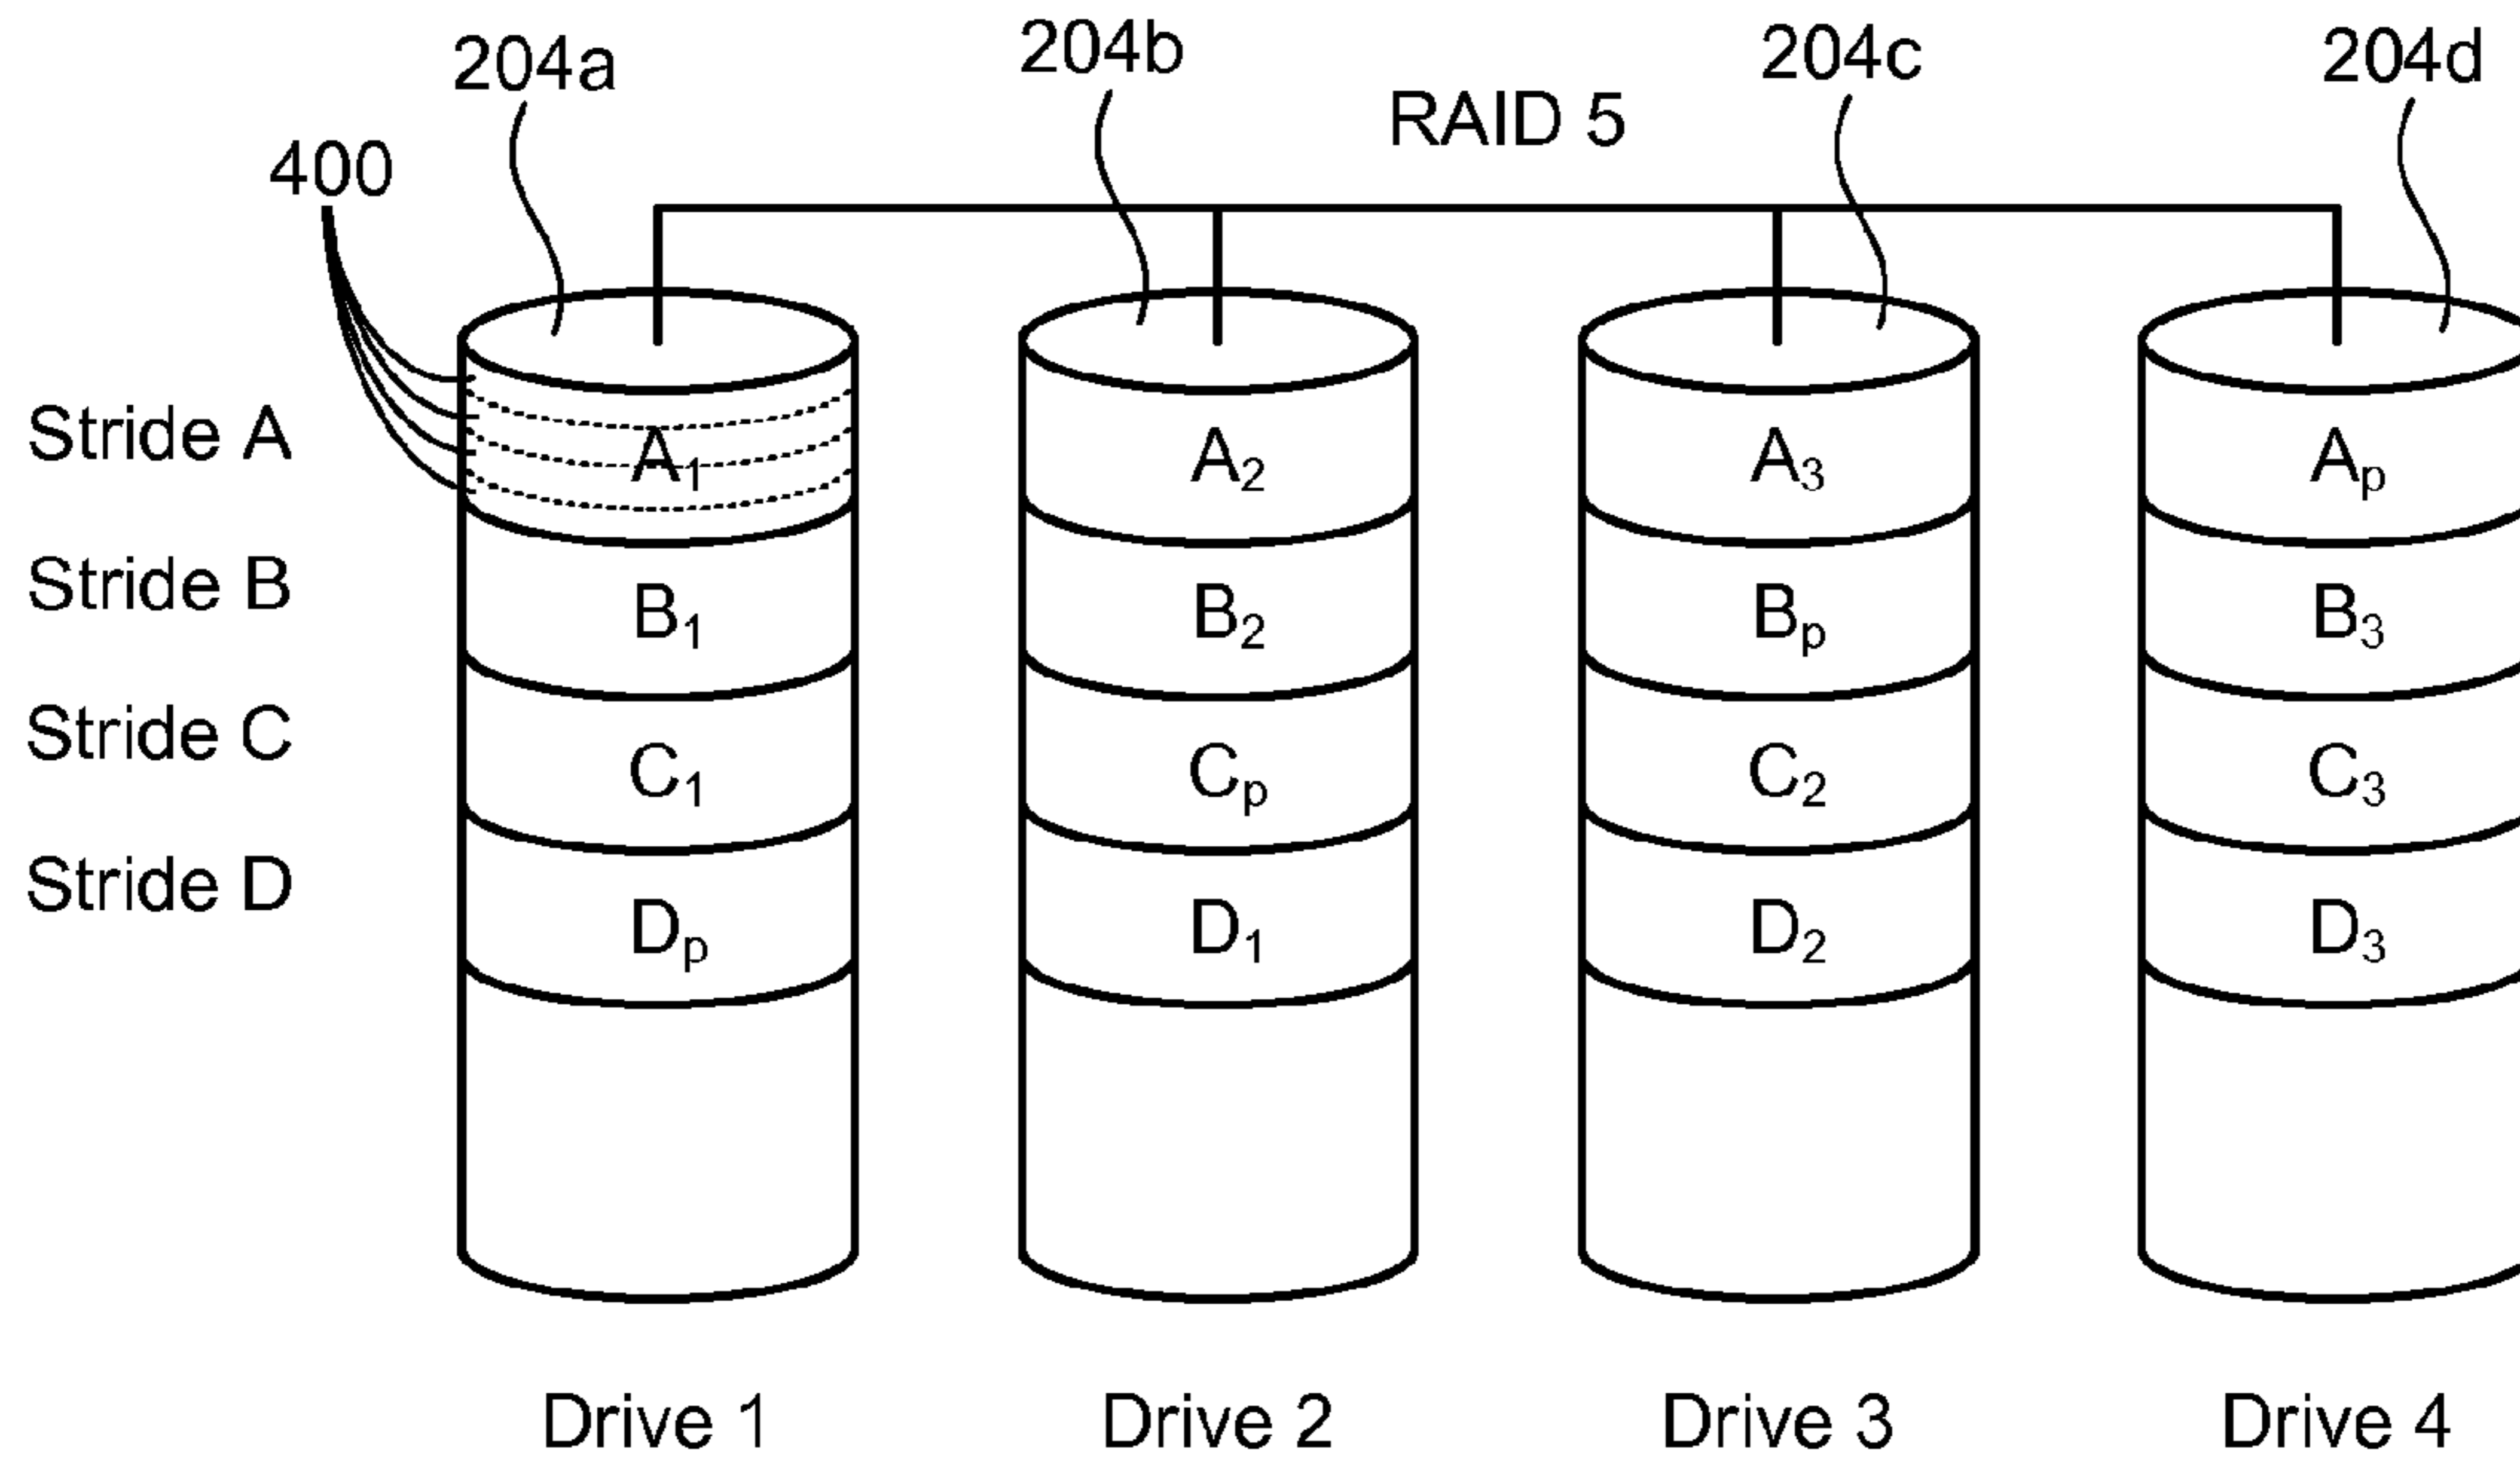 204a 204b 204c 204d
RAID 5
400
Stride A A₁ A₂ A₃ Aₚ
Stride B B₁ B₂ Bₚ B₃
Stride C C₁ Cₚ C₂ C₃
Stride D Dₚ D₁ D₂ D₃
Drive 1 Drive 2 Drive 3 Drive 4